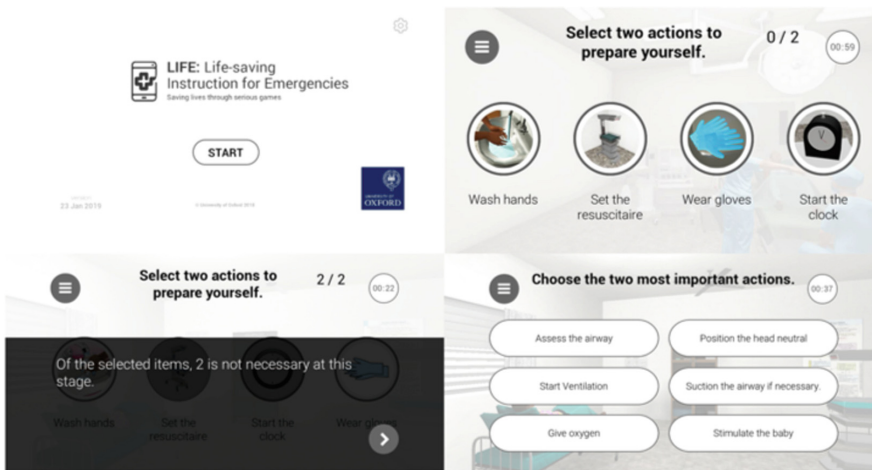 LIFE: Life-saving
Instruction for Emergencies
Saving lives through serious games
START
UNIVERSITY OF
OXFORD
23 Jan 2015
© University of Oxford 2016
Select two actions to
prepare yourself.
0 / 2
00:59
Wash hands
Set the
resuscitaire
Wear gloves
Start the
clock
Select two actions to
prepare yourself.
2 / 2
00:22
Of the selected items, 2 is not necessary at this
stage.
Wash hands
Set the
resuscitaire
Start the
clock
Wear gloves
Choose the two most important actions.
00:37
Assess the airway
Position the head neutral
Start Ventilation
Suction the airway if necessary.
Give oxygen
Stimulate the baby